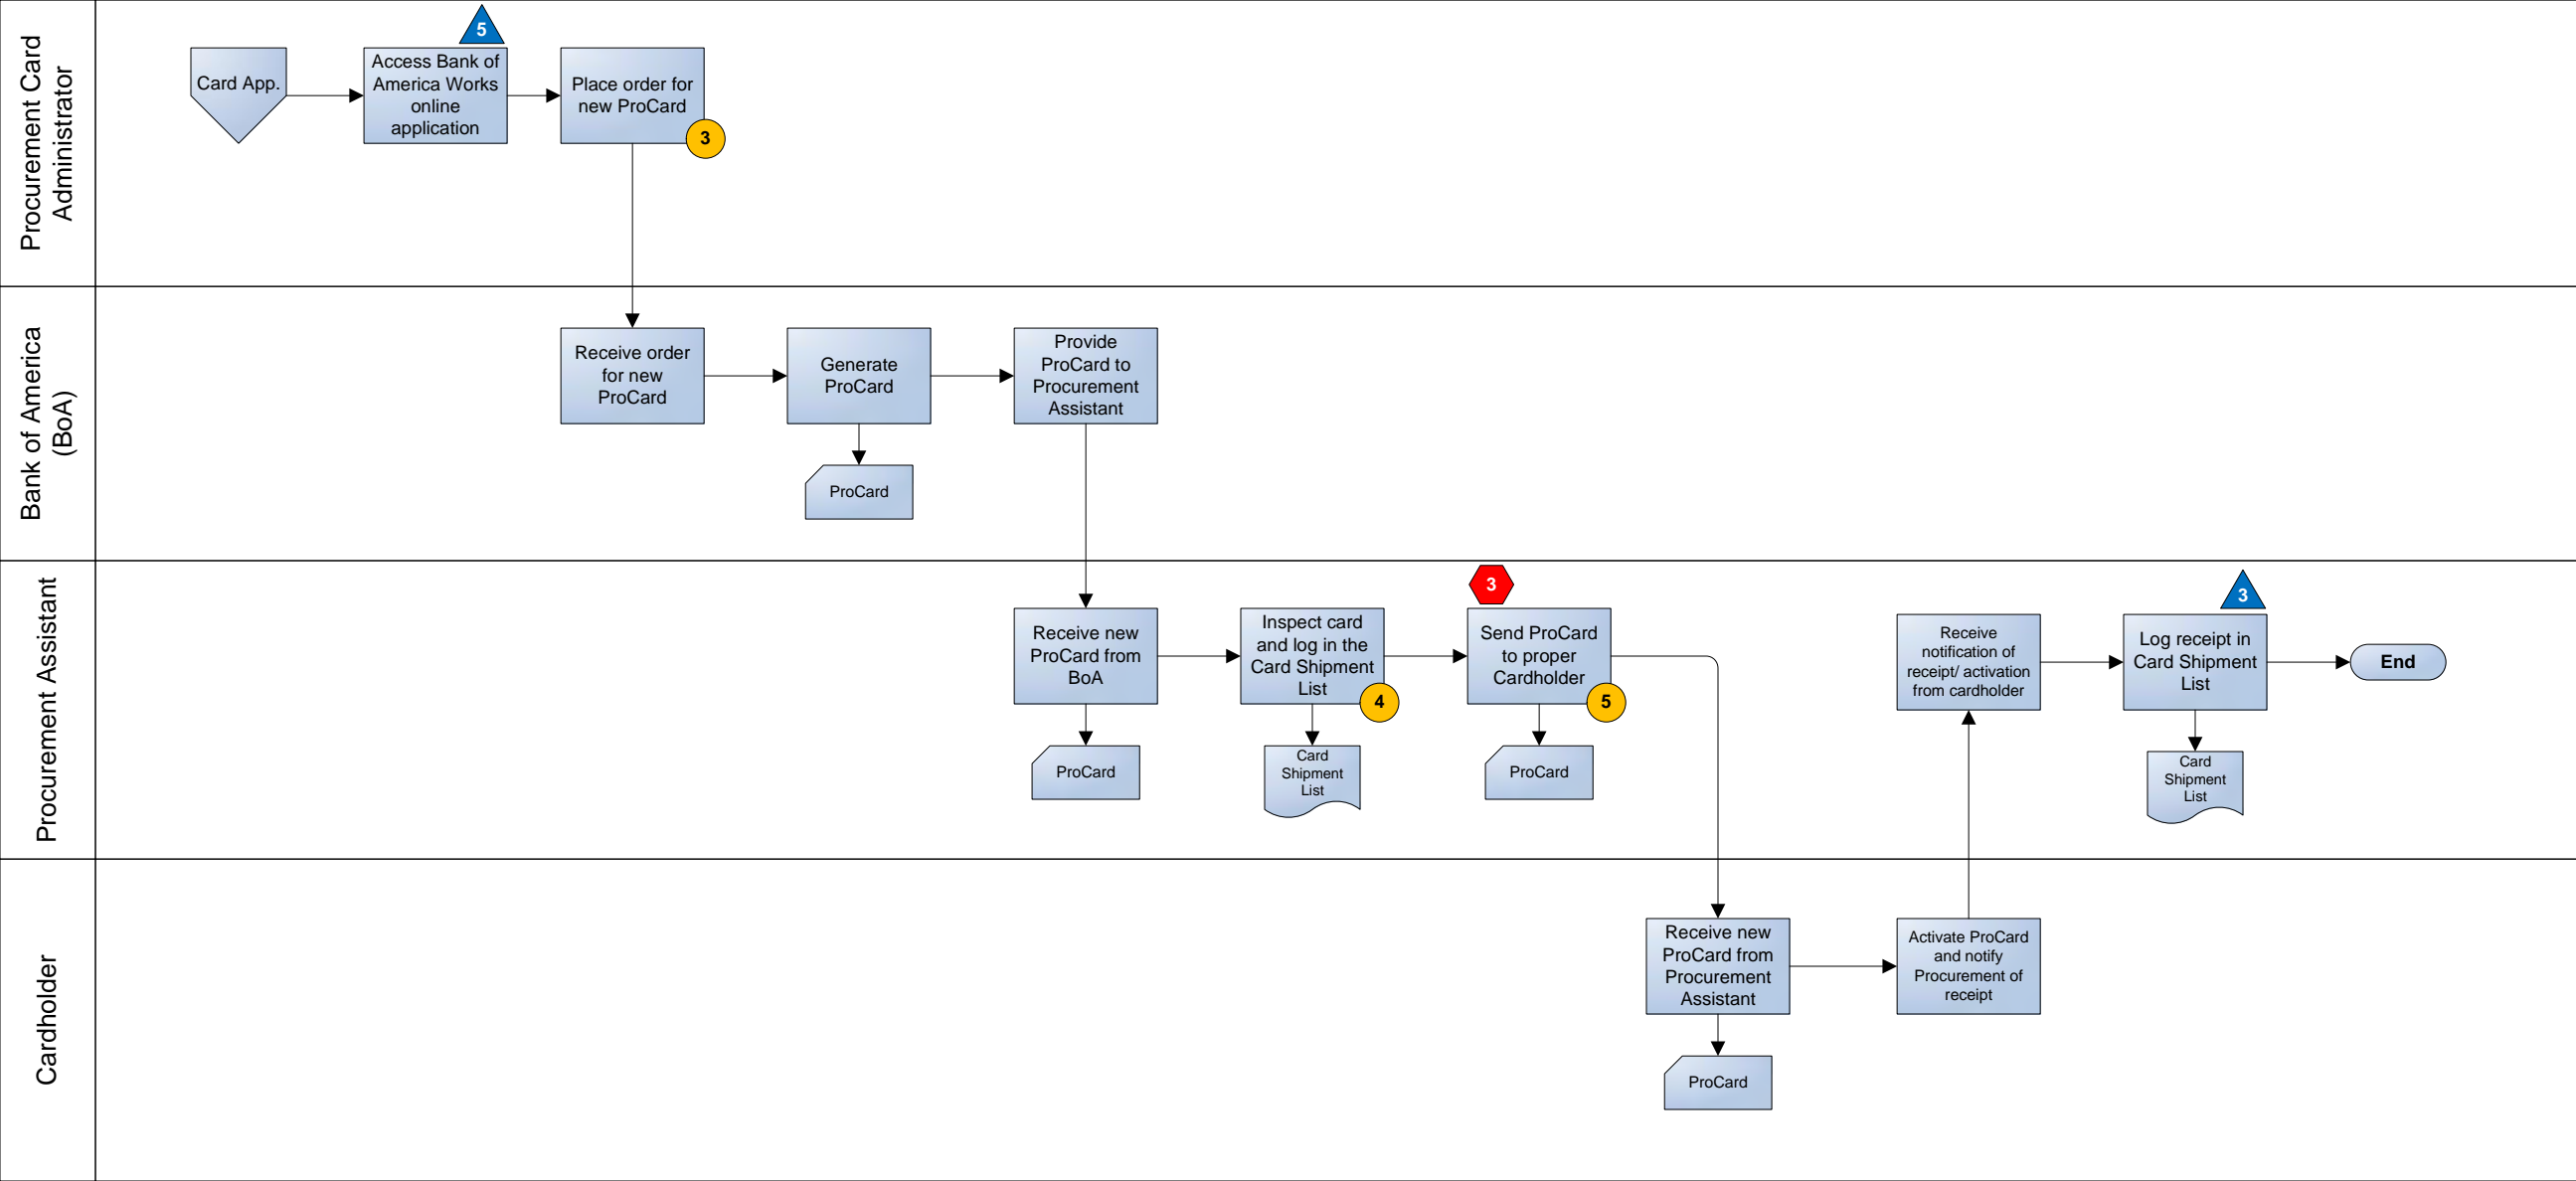 Procurement Card
Administrator
Card App.
5
Access Bank of
America Works
online
application
Place order for
new ProCard
3
Bank of America
(BoA)
Receive order
for new
ProCard
Generate
ProCard
ProCard
Provide
ProCard to
Procurement
Assistant
Procurement Assistant
Receive new
ProCard from
BoA
ProCard
Inspect card
and log in the
Card Shipment
List
4
Card
Shipment
List
3
Send ProCard
to proper
Cardholder
5
ProCard
Receive
notification of
receipt/ activation
from cardholder
3
Log receipt in
Card Shipment
List
Card
Shipment
List
End
Cardholder
Receive new
ProCard from
Procurement
Assistant
ProCard
Activate ProCard
and notify
Procurement of
receipt